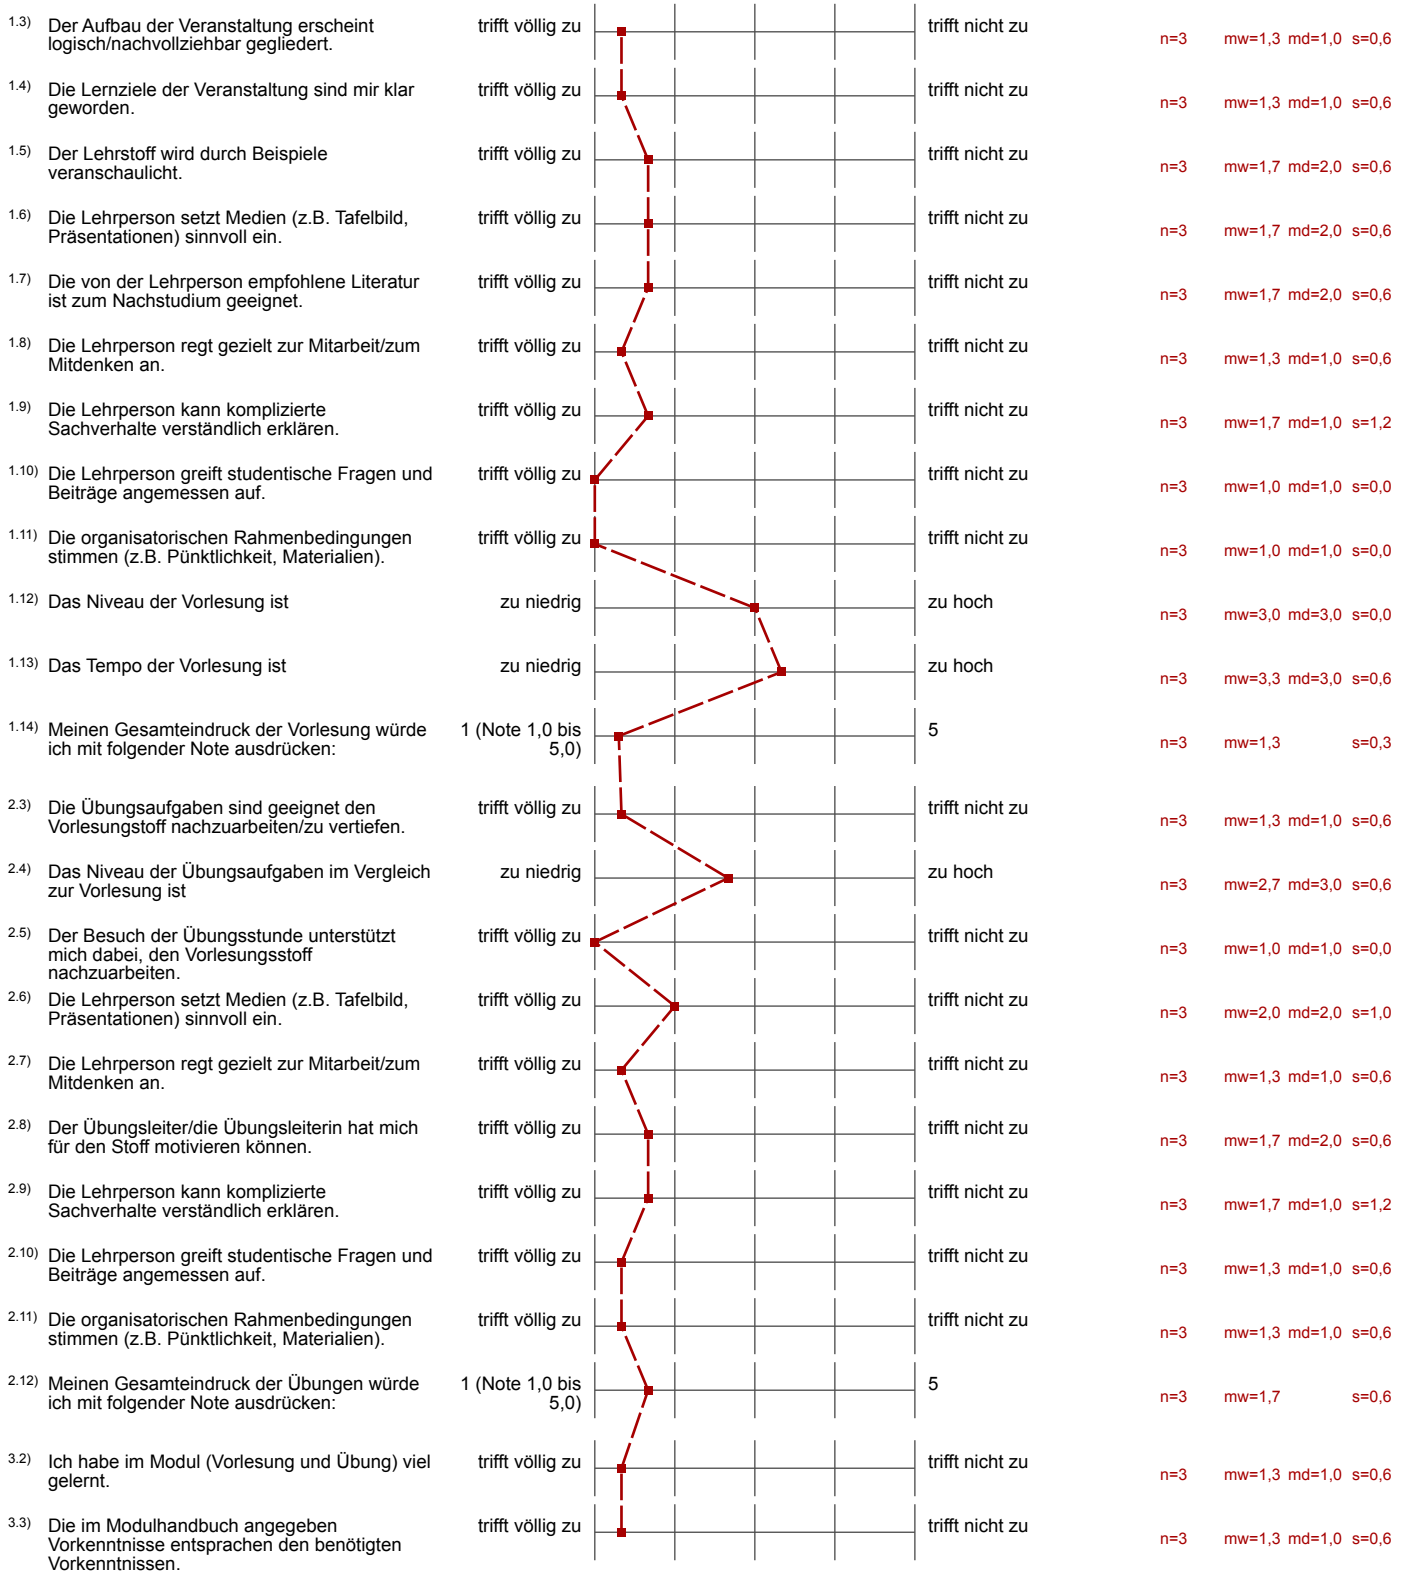 1.3) Der Aufbau der Veranstaltung erscheint trifft völlig zu trifft nicht zu
logisch/nachvollziehbar gegliedert. n=3 mw=1,3 md=1,0 s=0,6
1.4) Die Lernziele der Veranstaltung sind mir klar trifft völlig zu trifft nicht zu
geworden. n=3 mw=1,3 md=1,0 s=0,6
1.5) Der Lehrstoff wird durch Beispiele trifft völlig zu trifft nicht zu
veranschaulicht. n=3 mw=1,7 md=2,0 s=0,6
1.6) Die Lehrperson setzt Medien (z.B. Tafelbild, trifft völlig zu trifft nicht zu
Präsentationen) sinnvoll ein. n=3 mw=1,7 md=2,0 s=0,6
1.7) Die von der Lehrperson empfohlene Literatur trifft völlig zu trifft nicht zu
ist zum Nachstudium geeignet. n=3 mw=1,7 md=2,0 s=0,6
1.8) Die Lehrperson regt gezielt zur Mitarbeit/zum trifft völlig zu trifft nicht zu
Mitdenken an. n=3 mw=1,3 md=1,0 s=0,6
1.9) Die Lehrperson kann komplizierte trifft völlig zu trifft nicht zu
Sachverhalte verständlich erklären. n=3 mw=1,7 md=1,0 s=1,2
1.10) Die Lehrperson greift studentische Fragen und trifft völlig zu trifft nicht zu
Beiträge angemessen auf. n=3 mw=1,0 md=1,0 s=0,0
1.11) Die organisatorischen Rahmenbedingungen trifft völlig zu trifft nicht zu
stimmen (z.B. Pünktlichkeit, Materialien). n=3 mw=1,0 md=1,0 s=0,0
1.12) Das Niveau der Vorlesung ist zu niedrig zu hoch
n=3 mw=3,0 md=3,0 s=0,0
1.13) Das Tempo der Vorlesung ist zu niedrig zu hoch
n=3 mw=3,3 md=3,0 s=0,6
1.14) Meinen Gesamteindruck der Vorlesung würde 1 (Note 1,0 bis 5
ich mit folgender Note ausdrücken: 5,0) n=3 mw=1,3 s=0,3
2.3) Die Übungsaufgaben sind geeignet den trifft völlig zu trifft nicht zu
Vorlesungstoff nachzuarbeiten/zu vertiefen. n=3 mw=1,3 md=1,0 s=0,6
2.4) Das Niveau der Übungsaufgaben im Vergleich zu niedrig zu hoch
zur Vorlesung ist n=3 mw=2,7 md=3,0 s=0,6
2.5) Der Besuch der Übungsstunde unterstützt trifft völlig zu trifft nicht zu
mich dabei, den Vorlesungsstoff n=3 mw=1,0 md=1,0 s=0,0
nachzuarbeiten.
2.6) Die Lehrperson setzt Medien (z.B. Tafelbild, trifft völlig zu trifft nicht zu
Präsentationen) sinnvoll ein. n=3 mw=2,0 md=2,0 s=1,0
2.7) Die Lehrperson regt gezielt zur Mitarbeit/zum trifft völlig zu trifft nicht zu
Mitdenken an. n=3 mw=1,3 md=1,0 s=0,6
2.8) Der Übungsleiter/die Übungsleiterin hat mich trifft völlig zu trifft nicht zu
für den Stoff motivieren können. n=3 mw=1,7 md=2,0 s=0,6
2.9) Die Lehrperson kann komplizierte trifft völlig zu trifft nicht zu
Sachverhalte verständlich erklären. n=3 mw=1,7 md=1,0 s=1,2
2.10) Die Lehrperson greift studentische Fragen und trifft völlig zu trifft nicht zu
Beiträge angemessen auf. n=3 mw=1,3 md=1,0 s=0,6
2.11) Die organisatorischen Rahmenbedingungen trifft völlig zu trifft nicht zu
stimmen (z.B. Pünktlichkeit, Materialien). n=3 mw=1,3 md=1,0 s=0,6
2.12) Meinen Gesamteindruck der Übungen würde 1 (Note 1,0 bis 5
ich mit folgender Note ausdrücken: 5,0) n=3 mw=1,7 s=0,6
3.2) Ich habe im Modul (Vorlesung und Übung) viel trifft völlig zu trifft nicht zu
gelernt. n=3 mw=1,3 md=1,0 s=0,6
3.3) Die im Modulhandbuch angegeben trifft völlig zu trifft nicht zu
Vorkenntnisse entsprachen den benötigten n=3 mw=1,3 md=1,0 s=0,6
Vorkenntnissen.